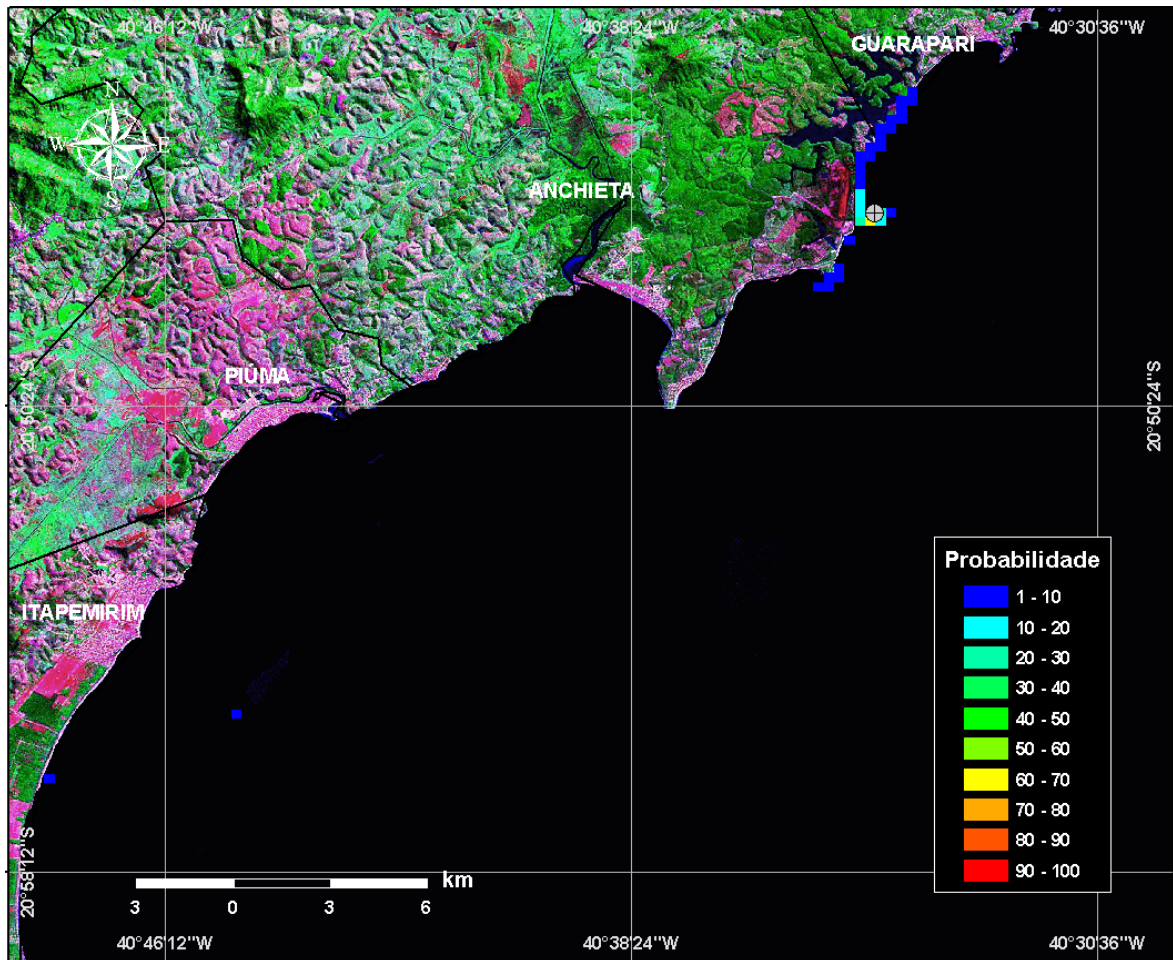 40°46'12''W
40°38'24''W
40°30'36''W
GUARAPARI
N
W
E
S
ANCHIETA
PIÚMA
20°50'24''S
20°50'24''S
ITAPEMIRIM
Probabilidade
1 - 10
10 - 20
20 - 30
30 - 40
40 - 50
50 - 60
60 - 70
70 - 80
80 - 90
90 - 100
20°58'12''S
km
3 0 3 6
40°46'12''W
40°38'24''W
40°30'36''W